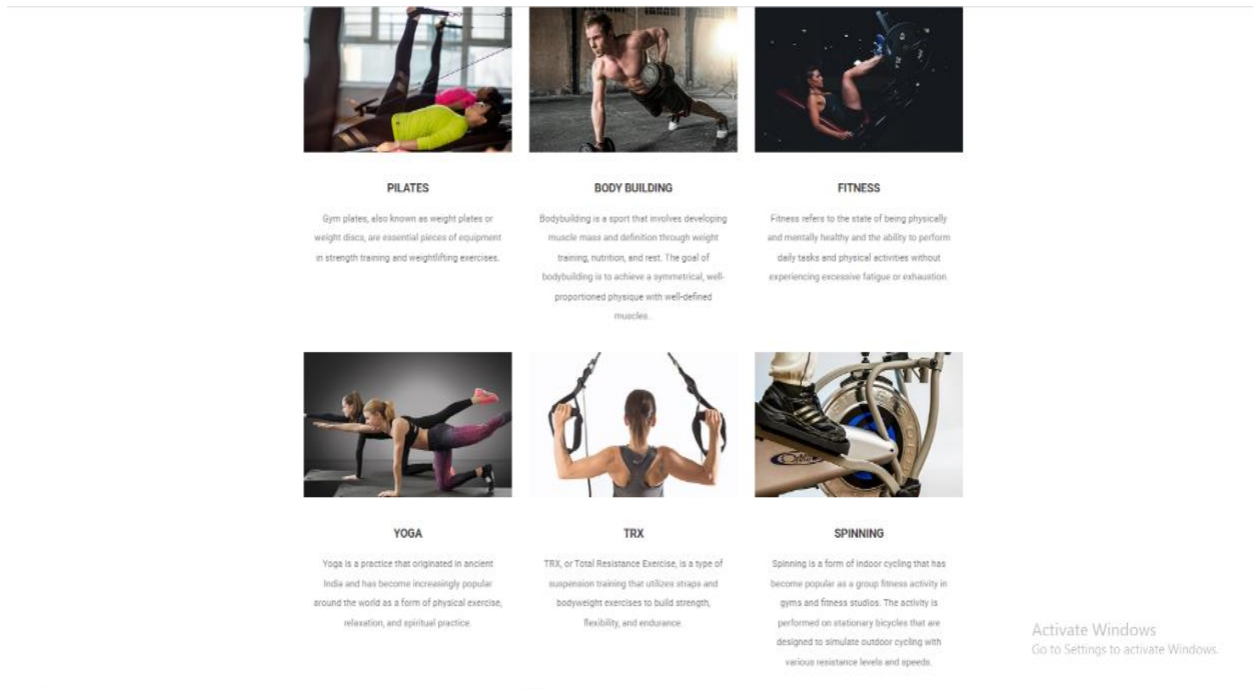 PILATES
Gym plates, also known as weight plates or
weight discs, are essential pieces of equipment
in strength training and weightlifting exercises.
BODY BUILDING
Bodybuilding is a sport that involves developing
muscle mass and definition through weight
training, nutrition, and rest. The goal of
bodybuilding is to achieve a symmetrical, well-
proportioned physique with well-defined
muscles.
FITNESS
Fitness refers to the state of being physically
and mentally healthy and the ability to perform
daily tasks and physical activities without
experiencing excessive fatigue or exhaustion.
YOGA
Yoga is a practice that originated in ancient
India and has become increasingly popular
around the world as a form of physical exercise,
relaxation, and spiritual practice.
TRX
TRX, or Total Resistance Exercise, is a type of
suspension training that utilizes straps and
bodyweight exercises to build strength,
flexibility, and endurance.
SPINNING
Spinning is a form of indoor cycling that has
become popular as a group fitness activity in
gyms and fitness studios. The activity is
performed on stationary bicycles that are
designed to simulate outdoor cycling with
various resistance levels and speeds.
Activate Windows
Go to Settings to activate Windows.